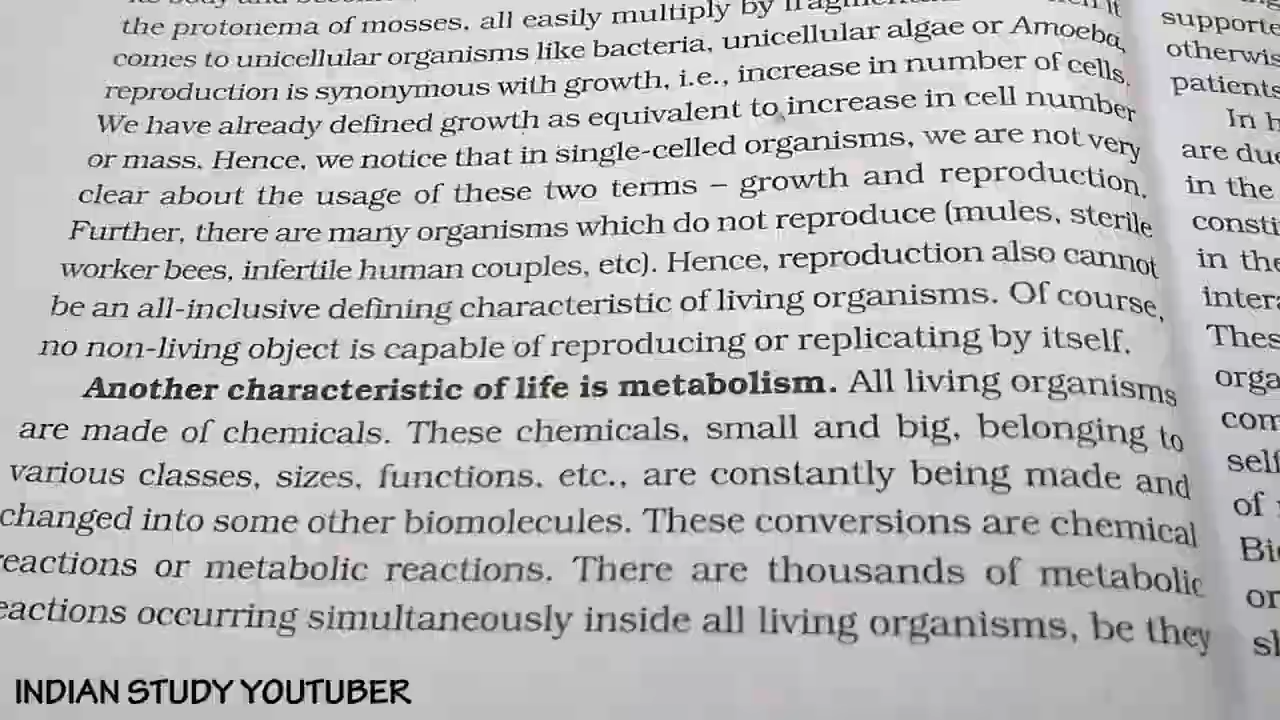 the protonema of mosses, all easily multiply by
comes to unicellular organisms like bacteria, unicellular algae or Amoeba,
reproduction is synonymous with growth, i.e., increase in number of cells.
We have already defined growth as equivalent to increase in cell number
or mass. Hence, we notice that in single-celled organisms, we are not very
clear about the usage of these two terms – growth and reproduction.
Further, there are many organisms which do not reproduce (mules, sterile
worker bees, infertile human couples, etc). Hence, reproduction also cannot
be an all-inclusive defining characteristic of living organisms. Of course,
no non-living object is capable of reproducing or replicating by itself.
Another characteristic of life is metabolism. All living organisms
are made of chemicals. These chemicals, small and big, belonging to
various classes, sizes, functions, etc., are constantly being made and
changed into some other biomolecules. These conversions are chemical
reactions or metabolic reactions. There are thousands of metabolic
eactions occurring simultaneously inside all living organisms, be they
supporte
otherwis
patients
In h
are due
in the
consti
in the
inter
Thes
orga
com
self
of
Bi
or
sl
INDIAN STUDY YOUTUBER